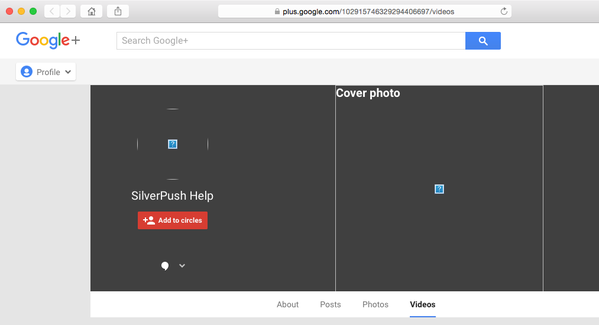 plus.google.com/102915746329294406697/videos
Google+
Search Google+
Profile
Cover photo
SilverPush Help
Add to circles
About Posts Photos Videos